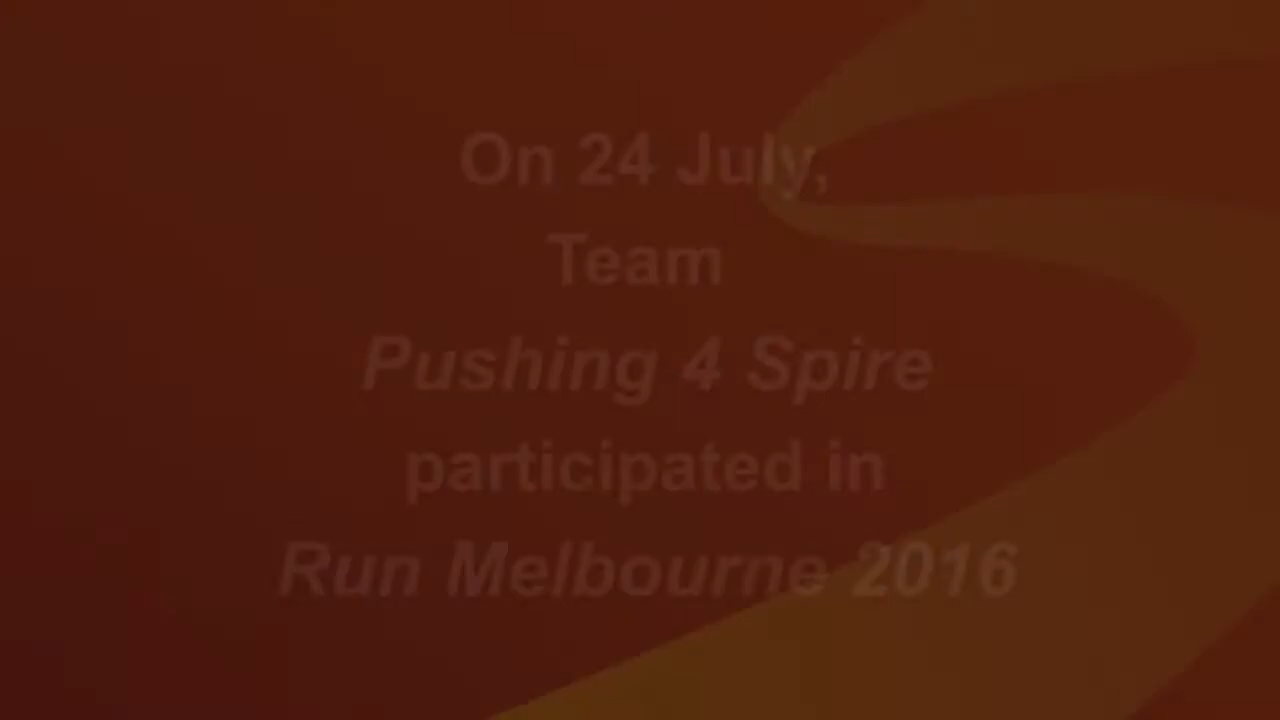 On 24 July,
Team
Pushing 4 Spire
participated in
Run Melbourne 2016